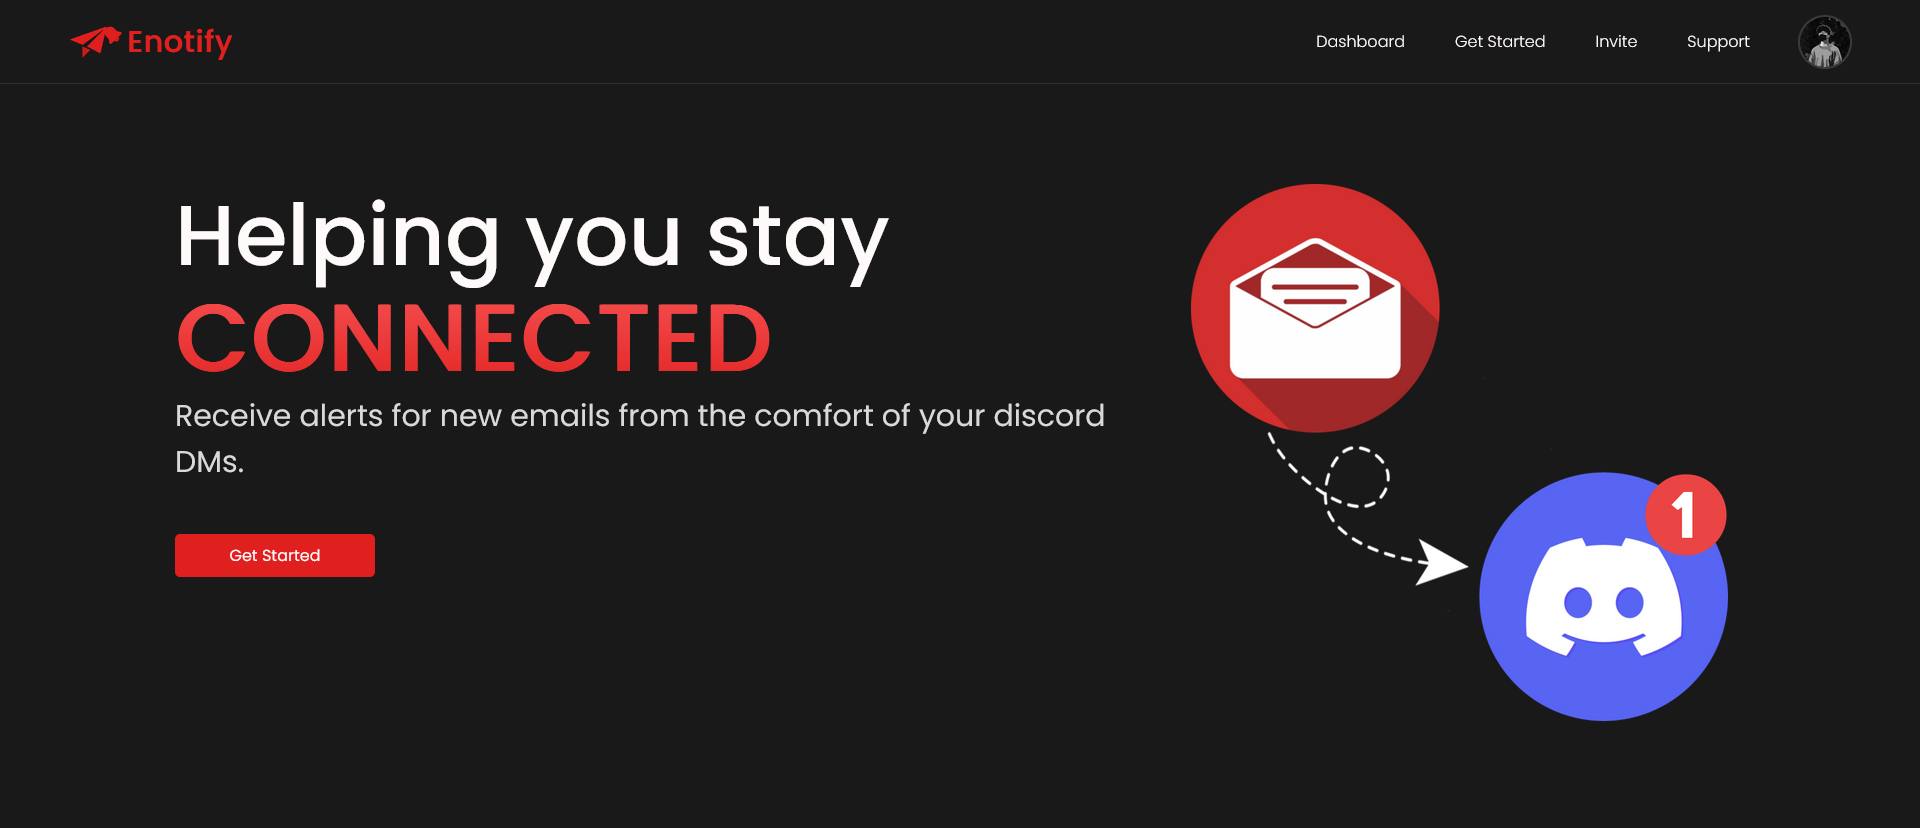 Enotify
Dashboard
Get Started
Invite
Support
Helping you stay
CONNECTED
Receive alerts for new emails from the comfort of your discord
DMs.
Get Started
1